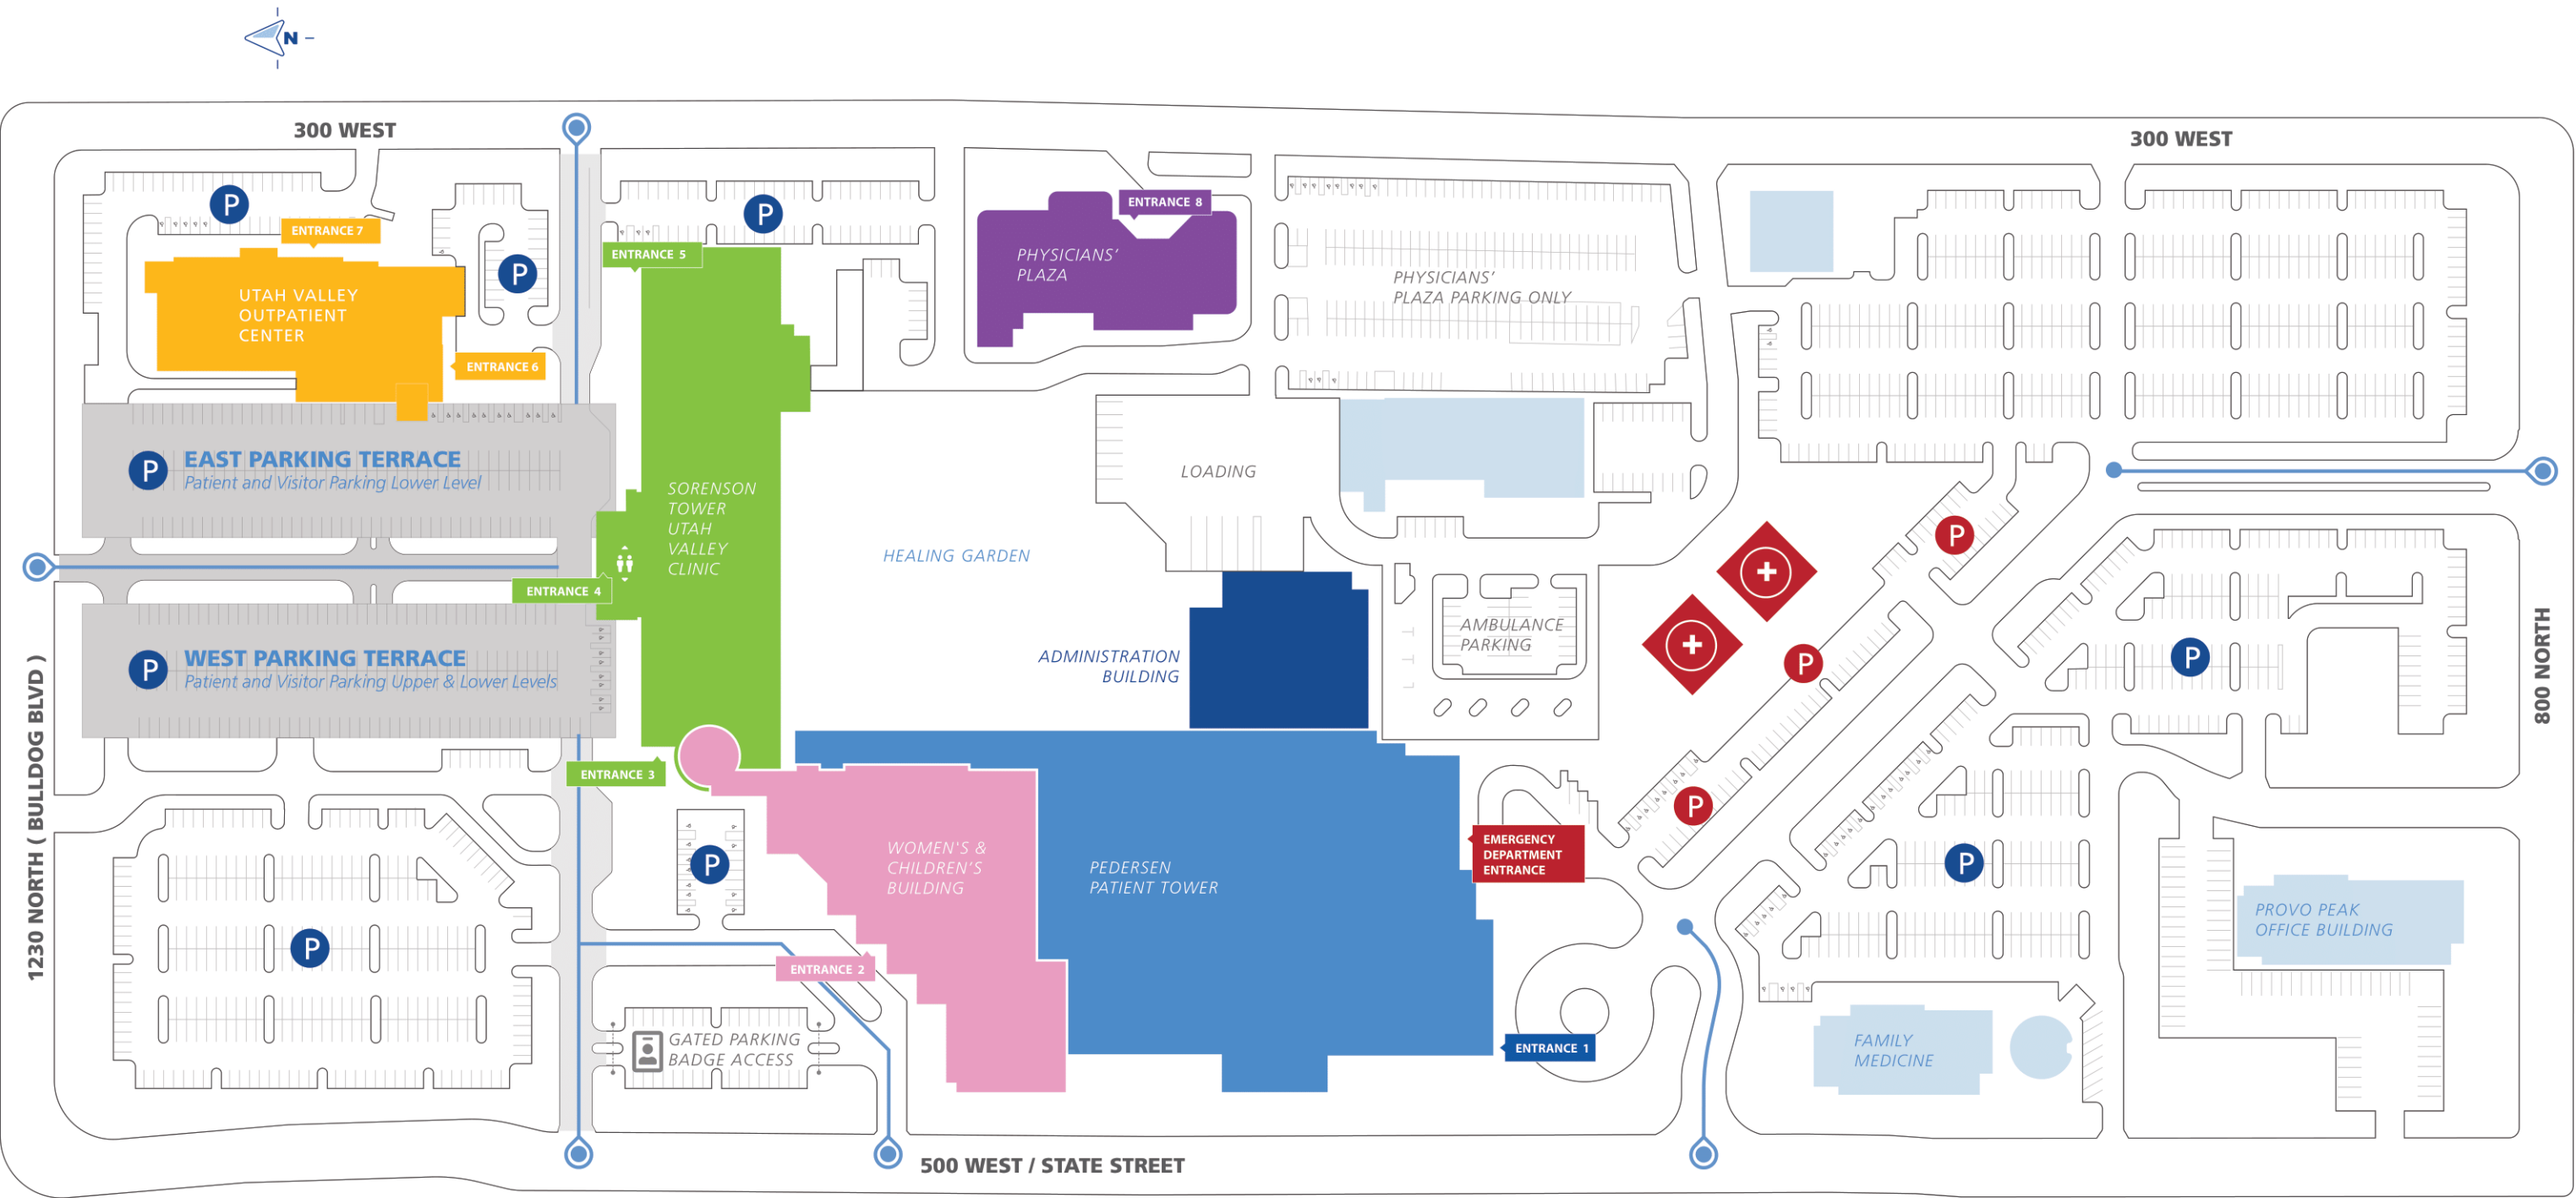 N
300 WEST
300 WEST
P
ENTRANCE 7
P
UTAH VALLEY
OUTPATIENT
CENTER
ENTRANCE 6
P
ENTRANCE 5
PHYSICIANS'
PLAZA
ENTRANCE 8
PHYSICIANS'
PLAZA PARKING ONLY
P
EAST PARKING TERRACE
Patient and Visitor Parking Lower Level
SORENSON
TOWER
UTAH
VALLEY
CLINIC
HEALING GARDEN
LOADING
P
ENTRANCE 4
P
WEST PARKING TERRACE
Patient and Visitor Parking Upper & Lower Levels
ADMINISTRATION
BUILDING
AMBULANCE
PARKING
P
P
P
800 NORTH
1230 NORTH ( BULLDOG BLVD )
ENTRANCE 3
P
WOMEN'S &
CHILDREN'S
BUILDING
PEDERSEN
PATIENT TOWER
EMERGENCY
DEPARTMENT
ENTRANCE
P
P
P
ENTRANCE 2
PROVO PEAK
OFFICE BUILDING
GATED PARKING
BADGE ACCESS
ENTRANCE 1
FAMILY
MEDICINE
500 WEST / STATE STREET